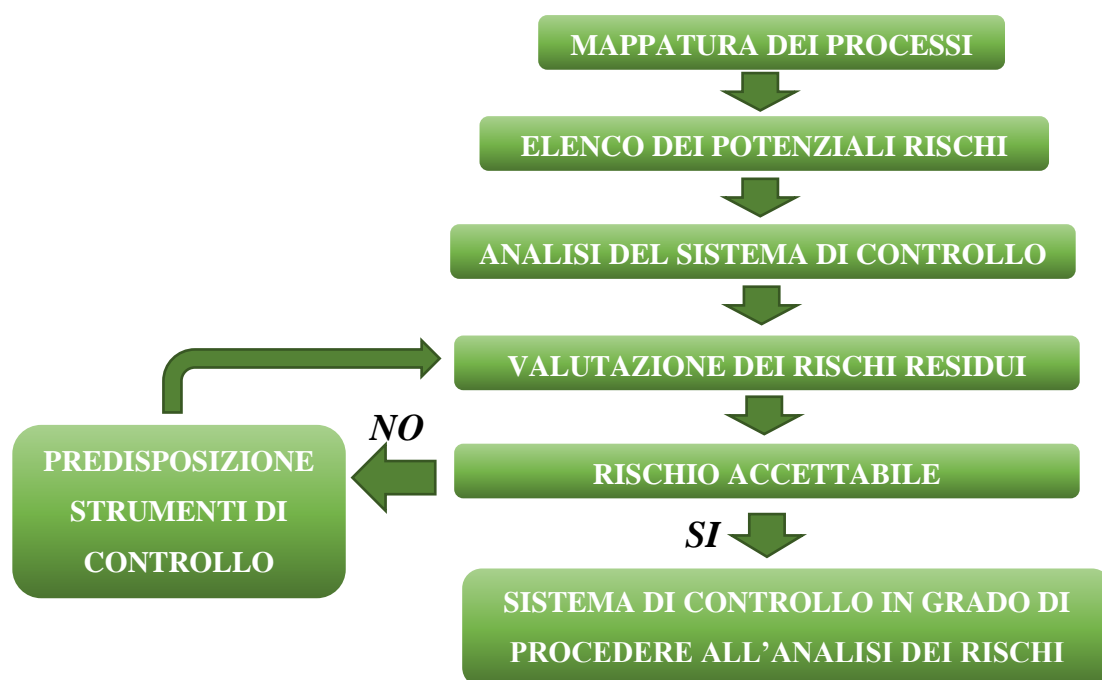 MAPPATURA DEI PROCESSI
ELENCO DEI POTENZIALI RISCHI
ANALISI DEL SISTEMA DI CONTROLLO
VALUTAZIONE DEI RISCHI RESIDUI
NO
PREDISPOSIZIONE
STRUMENTI DI
CONTROLLO
RISCHIO ACCETTABILE
SI
SISTEMA DI CONTROLLO IN GRADO DI
PROCEDERE ALL’ANALISI DEI RISCHI